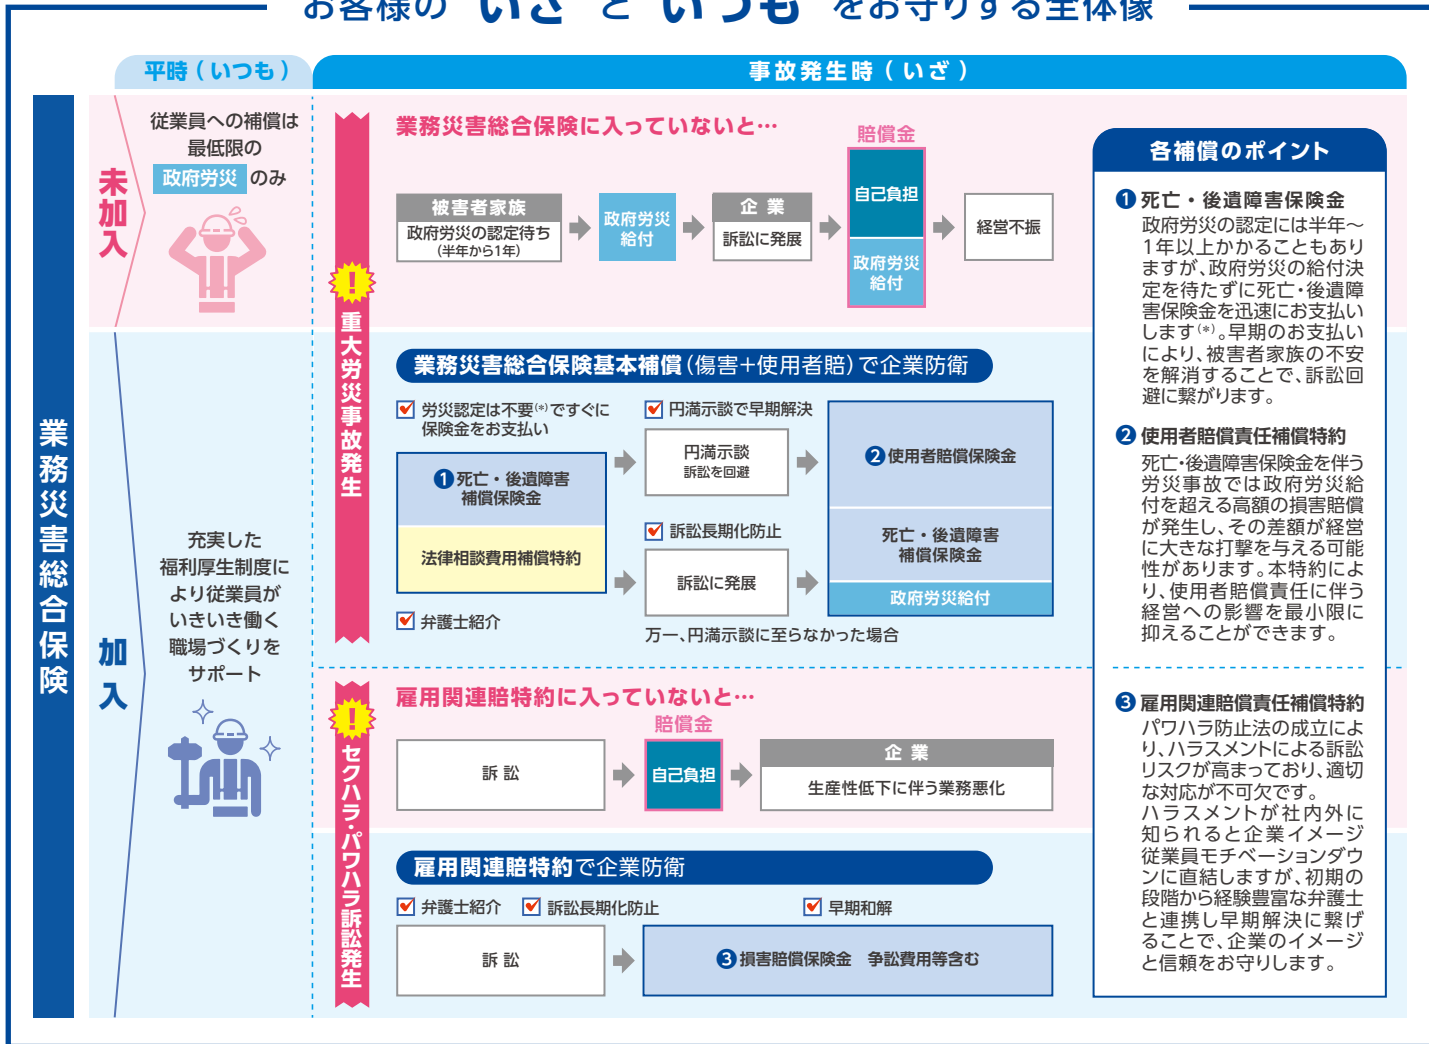 お客様の“いざ”と“いつも”をお守りする全体像
平時（いつも）
事故発生時（いざ）
業務災害総合保険
未加入
従業員への補償は
最低限の
政府労災 のみ
加入
充実した
福利厚生制度に
より従業員が
いきいき働く
職場づくりを
サポート
!
重大労災事故発生
業務災害総合保険に入っていないと…
被害者家族
政府労災の認定待ち
(半年から1年)
政府労災
給付
企業
訴訟に発展
賠償金
自己負担
政府労災
給付
経営不振
業務災害総合保険基本補償(傷害+使用者賠)で企業防衛
労災認定は不要(*)ですぐに
保険金をお支払い
❶死亡・後遺障害
補償保険金
法律相談費用補償特約
弁護士紹介
円満示談で早期解決
円満示談
訴訟を回避
訴訟長期化防止
訴訟に発展
万一、円満示談に至らなかった場合
❷使用者賠償保険金
死亡・後遺障害
補償保険金
政府労災給付
!
セクハラ・パワハラ訴訟発生
雇用関連賠特約に入っていないと…
訴訟
賠償金
自己負担
企業
生産性低下に伴う業務悪化
雇用関連賠特約で企業防衛
弁護士紹介
訴訟長期化防止
早期和解
訴訟
❸損害賠償保険金　争訟費用等含む
各補償のポイント
❶死亡・後遺障害保険金
政府労災の認定には半年〜
1年以上かかることもあり
ますが、政府労災の給付決
定を待たずに死亡・後遺障
害保険金を迅速にお支払い
します(*)。早期のお支払い
により、被害者家族の不安
を解消することで、訴訟回
避に繋がります。
❷使用者賠償責任補償特約
死亡・後遺障害保険金を伴う
労災事故では政府労災給
付を超える高額の損害賠償
が発生し、その差額が経営
に大きな打撃を与える可能
性があります。本特約によ
り、使用者賠償責任に伴う
経営への影響を最小限に
抑えることができます。
❸雇用関連賠償責任補償特約
パワハラ防止法の成立によ
り、ハラスメントによる訴訟
リスクが高まっており、適切
な対応が不可欠です。
ハラスメントが社内外に
知られると企業イメージ
従業員モチベーションダウ
ンに直結しますが、初期の
段階から経験豊富な弁護士
と連携し早期解決に繋げ
ることで、企業のイメージ
と信頼をお守りします。